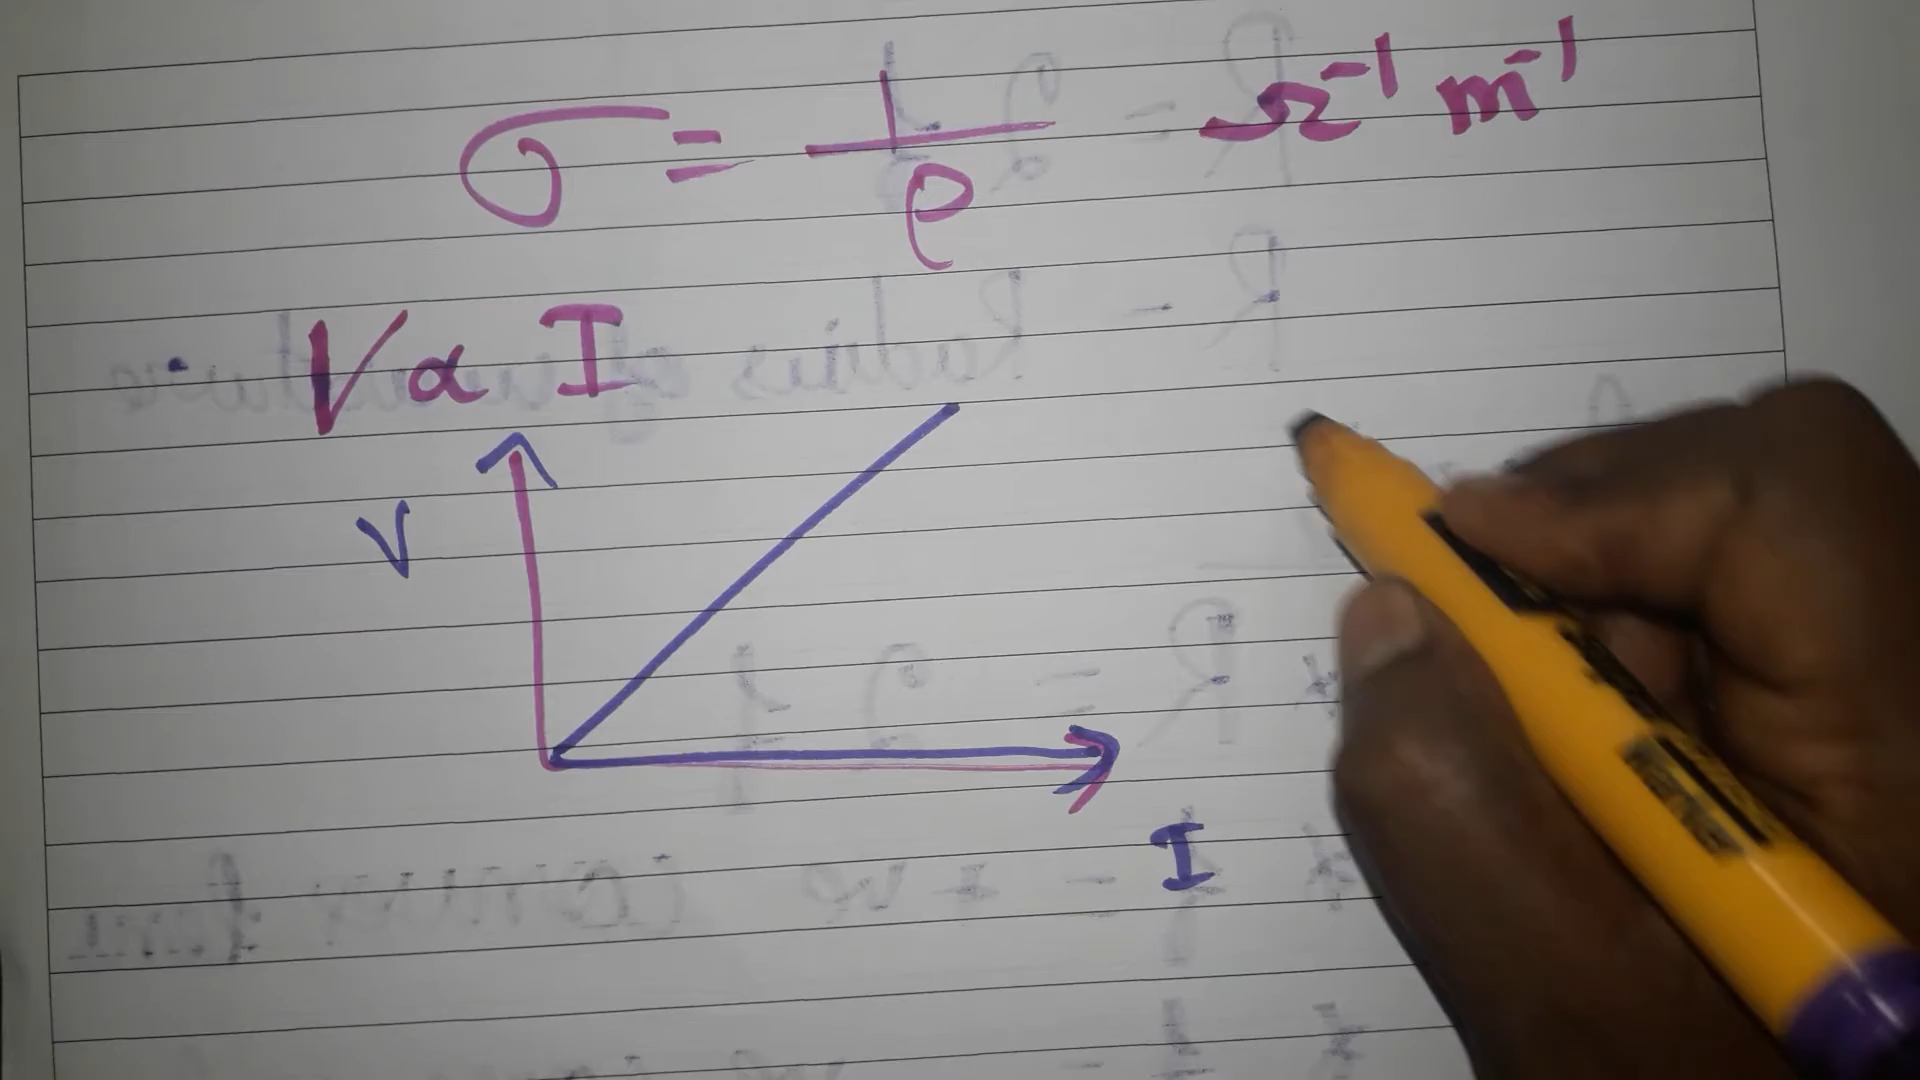 σ = 1/ρ Ω⁻¹ m⁻¹
V α I
V
I